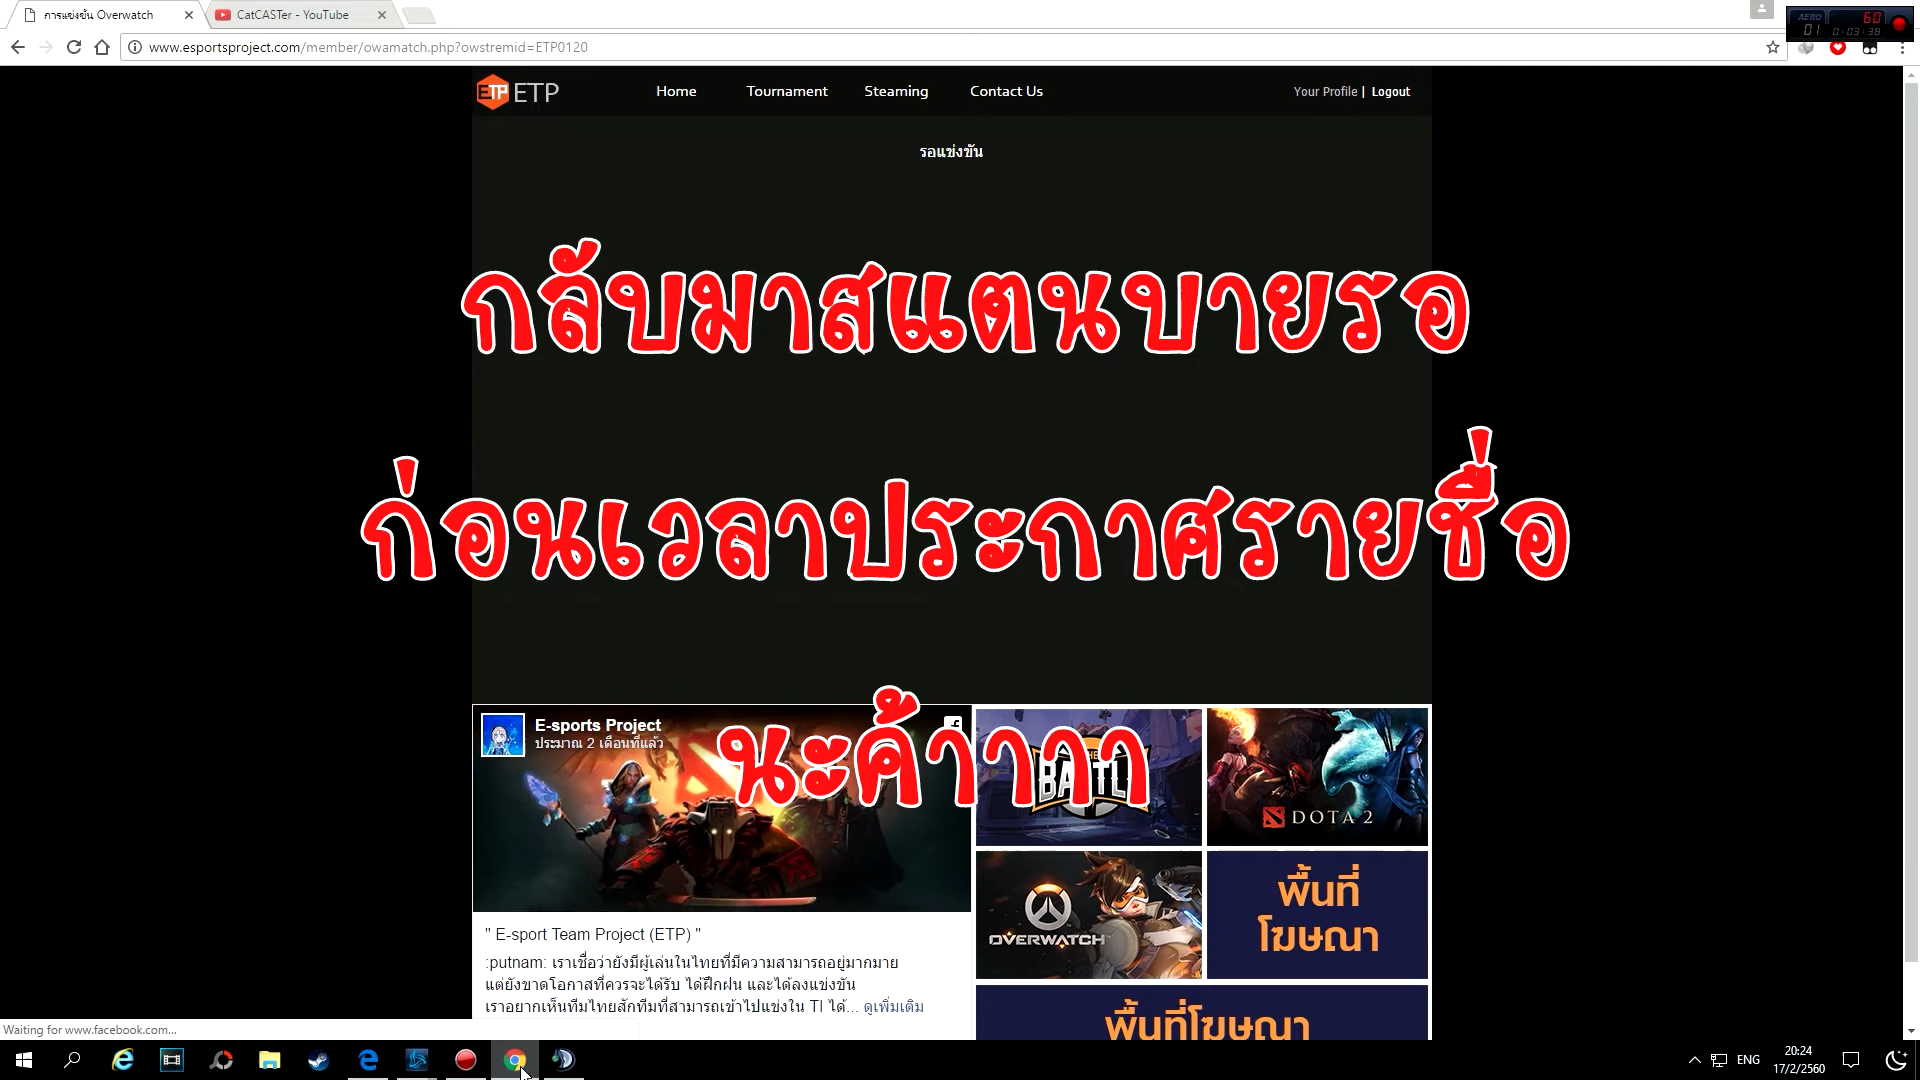 การแข่งขัน Overwatch
CatCASTer - YouTube
www.esportsproject.com/member/owamatch.php?owstremid=ETP0120
AERO 60
01 0:03:38
ETP ETP
Home Tournament Steaming Contact Us
Your Profile | Logout
รอแข่งขัน
กลับมาสแตนบายรอ
ก่อนเวลาประกาศรายชื่อ
นะค้าาาา
E-sports Project
ประมาณ 2 เดือนที่แล้ว
" E-sport Team Project (ETP) "
:putnam: เราเชื่อว่ายังมีผู้เล่นในไทยที่มีความสามารถอยู่มากมาย
แต่ยังขาดโอกาสที่ควรจะได้รับ ได้ฝึกฝน และได้ลงแข่งขัน
เราอยากเห็นทีมไทยสักทีมที่สามารถเข้าไปแข่งใน TI ได้... ดูเพิ่มเติม
DOTA 2
OVERWATCH
พื้นที่
โฆษณา
พื้นที่โฆษณา
Waiting for www.facebook.com...
ENG
20:24
17/2/2560